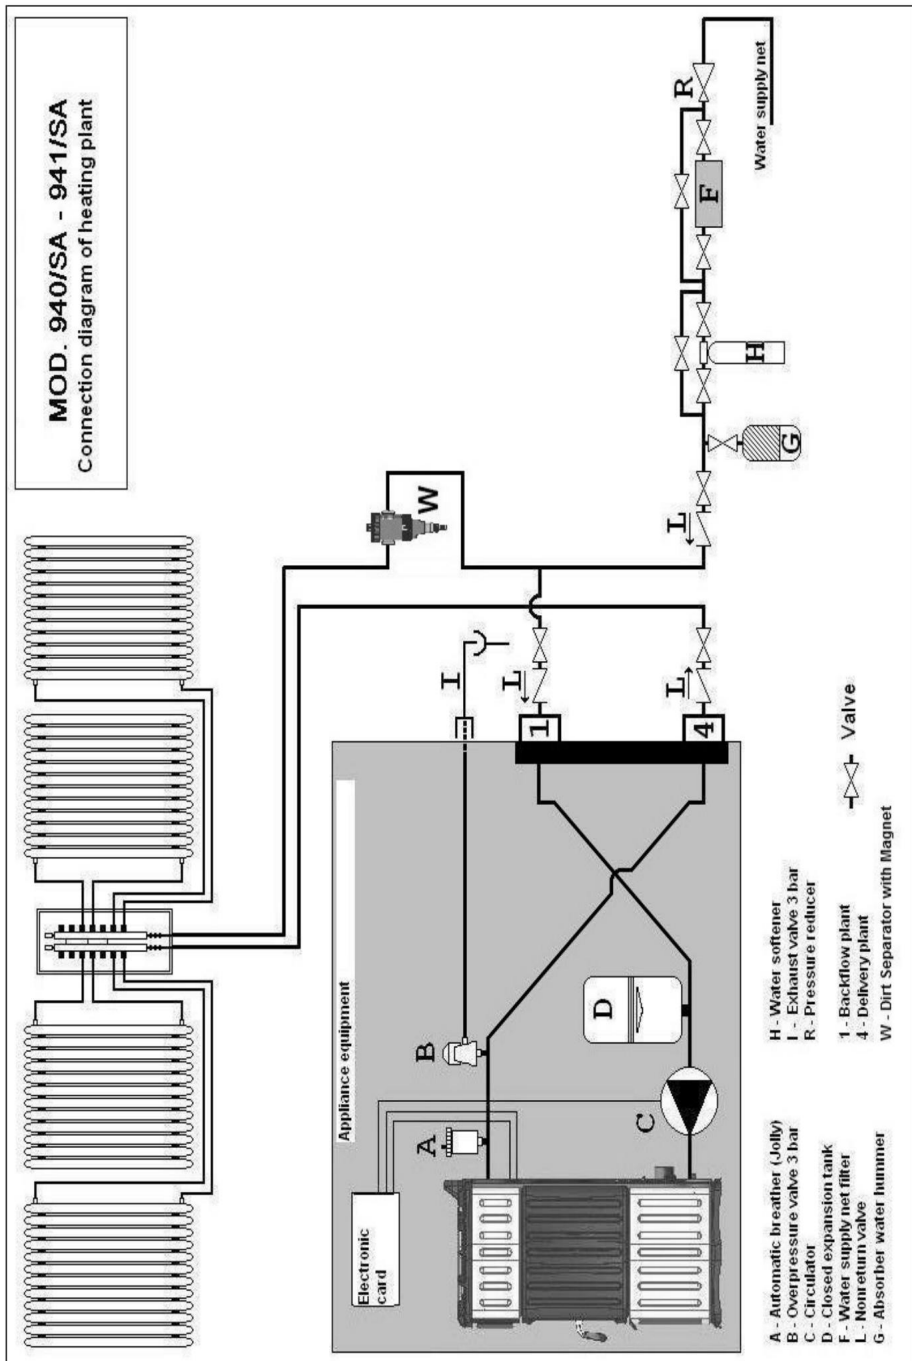 MOD. 940/SA - 941/SA
Connection diagram of heating plant
Appliance equipment
Electronic
card
A
B
C
D
I
L
1
L
4
W
L
G
H
F
R
Water supply net
A - Automatic breather (Jolly)
B - Overpressure valve 3 bar
C - Circulator
D - Closed expansion tank
F - Water supply net filter
L - Nonreturn valve
G - Absorber water hummer
H - Water softener
I - Exhaust valve 3 bar
R - Pressure reducer
1 - Backflow plant
4 - Delivery plant
W - Dirt Separator with Magnet
Valve